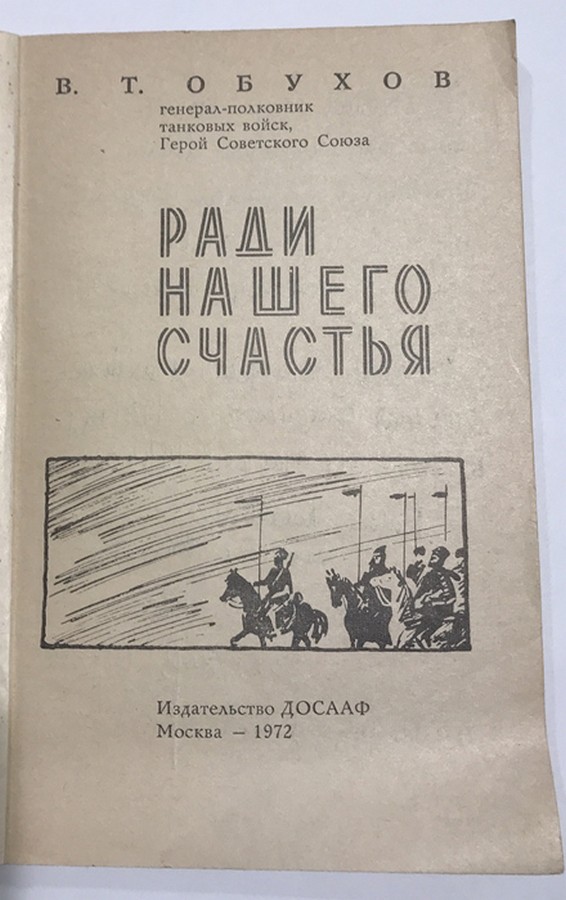 В. Т. ОБУХОВ
генерал-полковник
танковых войск,
Герой Советского Союза
РАДИ
НАШЕГО
СЧАСТЬЯ
Издательство ДОСААФ
Москва – 1972